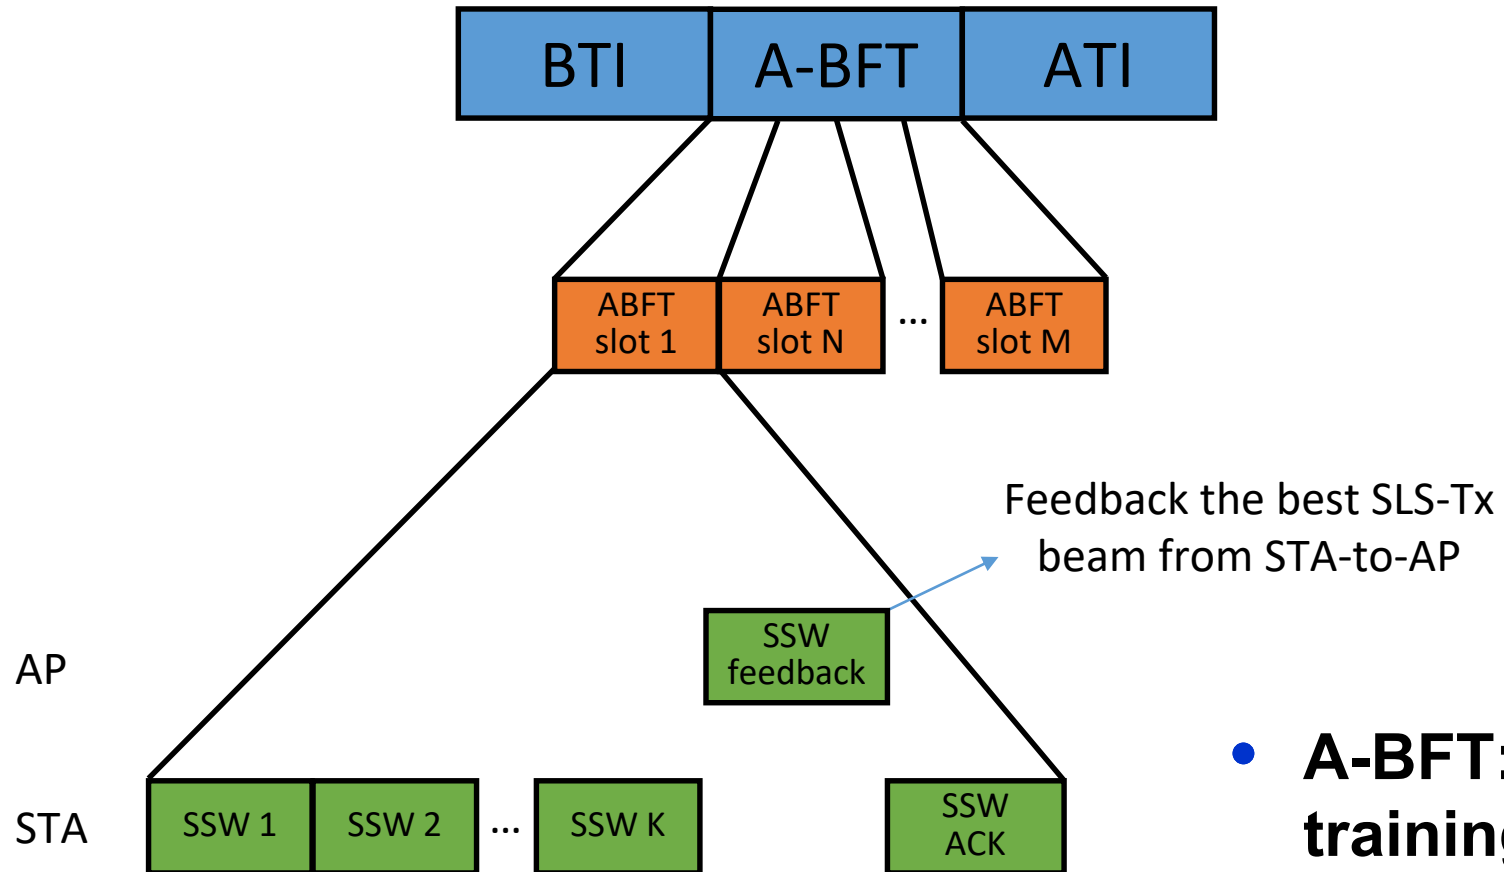 BTI A-BFT ATI
ABFT
slot 1
ABFT
slot N
...
ABFT
slot M
Feedback the best SLS-Tx
beam from STA-to-AP
AP
SSW
feedback
STA
SSW 1
SSW 2
...
SSW K
SSW
ACK
• A-BFT:
training